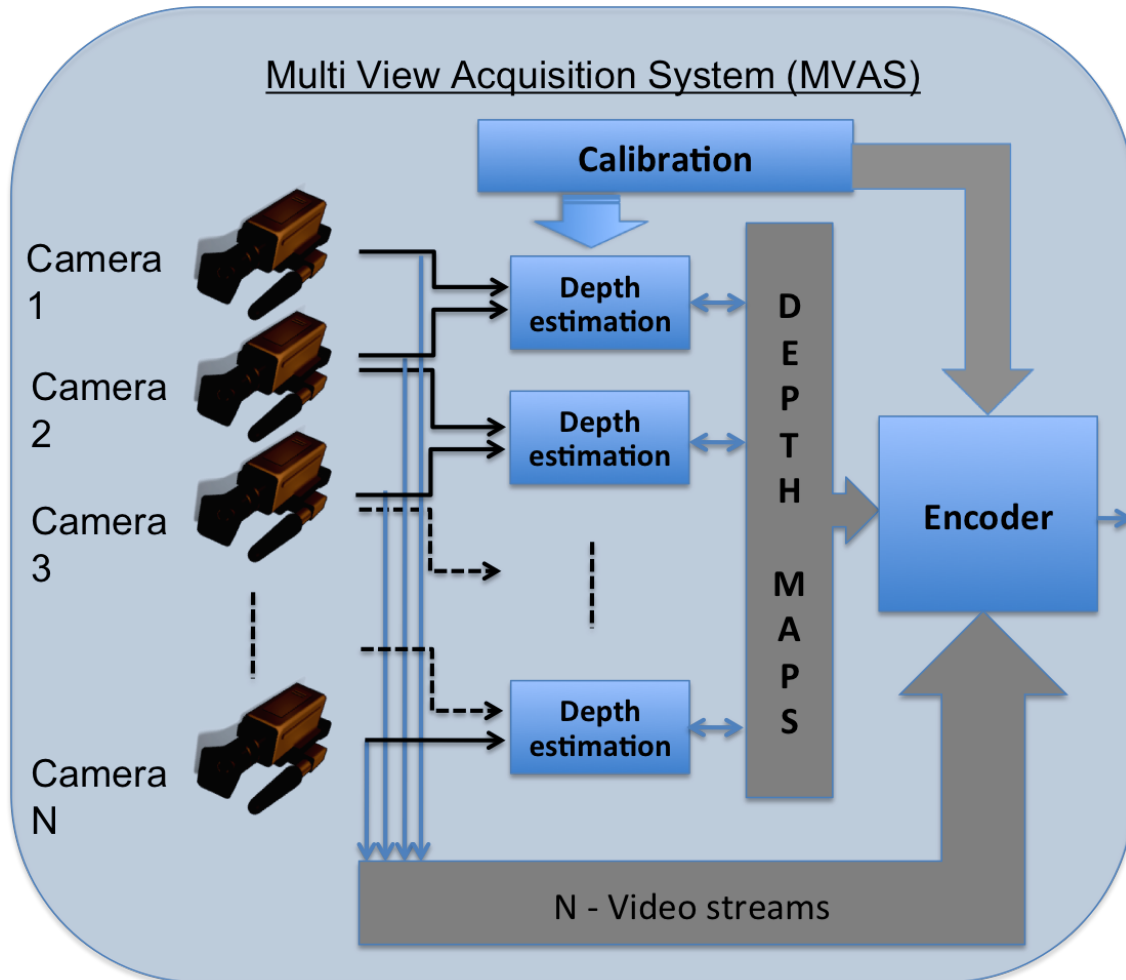 Multi View Acquisition System (MVAS)
Calibration
Camera
1
Depth
estimation
Camera
2
Depth
estimation
Camera
3
Camera
N
Depth
estimation
D
E
P
T
H
M
A
P
S
Encoder
N - Video streams